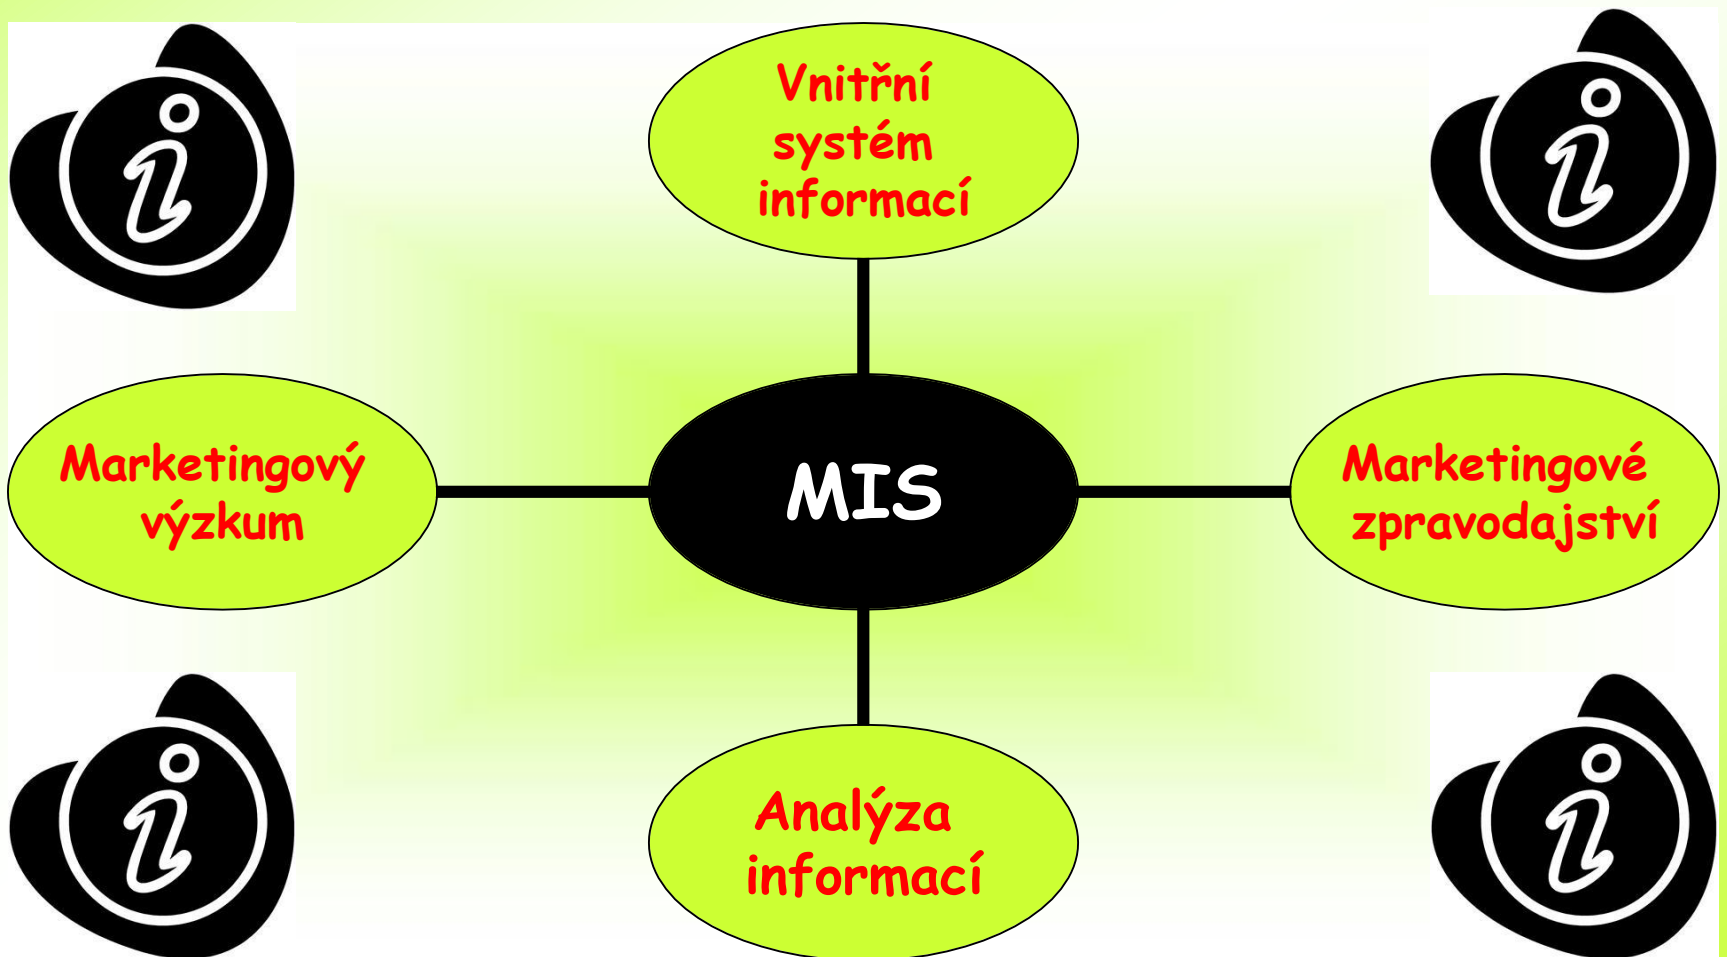 Vnitřní
systém
informací
Marketingový
výzkum
MIS
Marketingové
zpravodajství
Analýza
informací